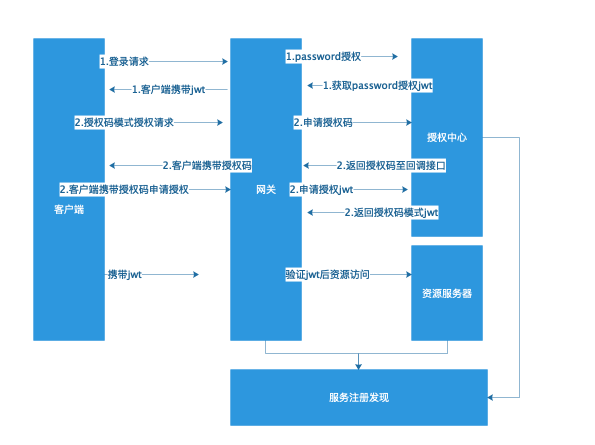 1.登录请求
1.password授权
1.客户端携带jwt
1.获取password授权jwt
2.授权码模式授权请求
2.申请授权码
授权中心
2.客户端携带授权码
2.返回授权码至回调接口
2.客户端携带授权码申请授权
网关
2.申请授权jwt
客户端
2.返回授权码模式jwt
携带jwt
验证jwt后资源访问
资源服务器
服务注册发现